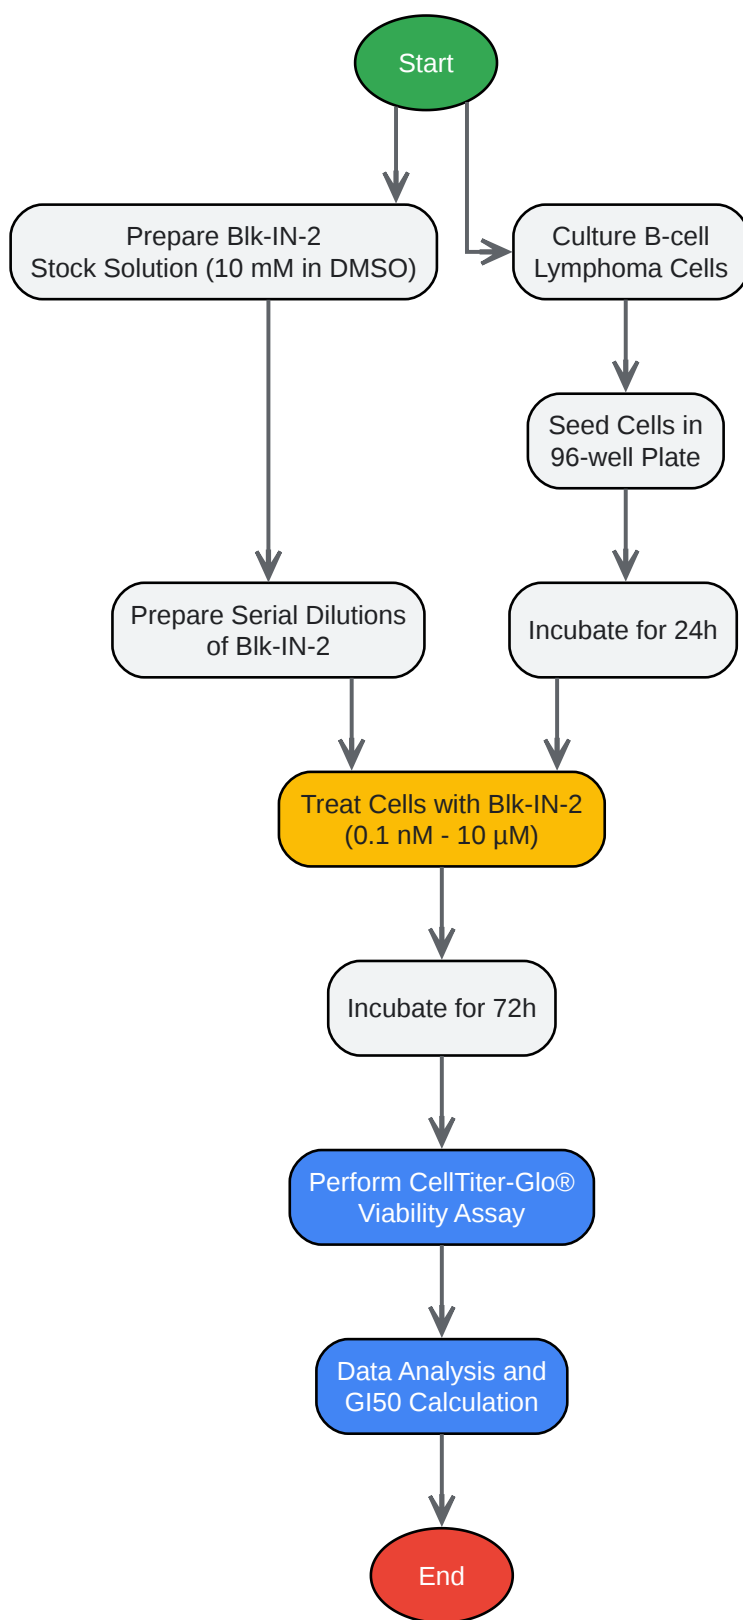 Start
Prepare Blk-IN-2
Stock Solution (10 mM in DMSO)
Culture B-cell
Lymphoma Cells
Seed Cells in
96-well Plate
Prepare Serial Dilutions
of Blk-IN-2
Incubate for 24h
Treat Cells with Blk-IN-2
(0.1 nM - 10 µM)
Incubate for 72h
Perform CellTiter-Glo®
Viability Assay
Data Analysis and
GI50 Calculation
End